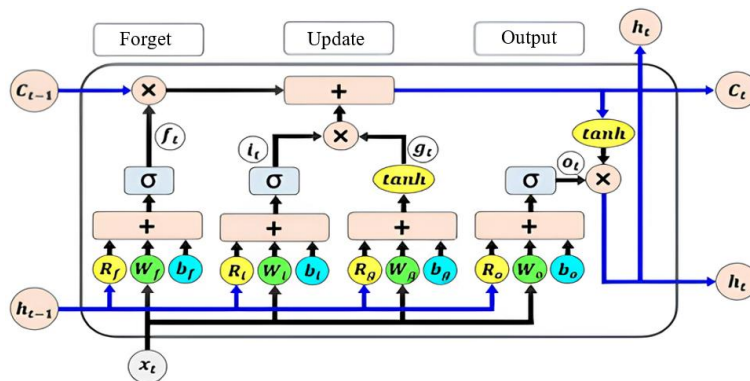 Forget Update Output h_t
C_{t-1} × + C_t
tanh
f_t i_t × g_t o_t ×
σ σ tanh σ
+ + + +
R_f W_f b_f R_i W_i b_i R_g W_g b_g R_o W_o b_o h_t
h_{t-1}
x_t